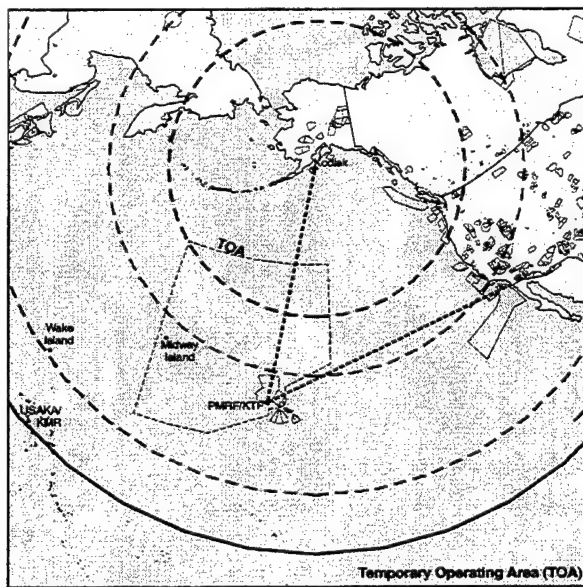 Kodiak
TOA
Wake
Island
Midway
Island
USAKA/
KMR
PMRF/KTF
Temporary Operating Area (TOA)